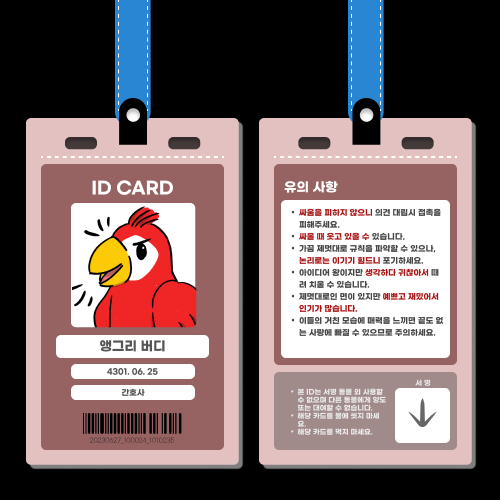 ID CARD
앵그리 버디
4301. 06. 25
간호사
20230627_100024_1010235
유의 사항
• 싸움을 피하지 않으니 의견 대립시 접촉을
피해주세요.
• 싸울 때 웃고 있을 수 있습니다.
• 가끔 제멋대로 규칙을 파악할 수 있으나,
논리로는 이기기 힘드니 포기하세요.
• 아이디어 왕이지만 생각하다 귀찮아서 때
려 치울 수 있습니다.
• 제멋대로인 면이 있지만 예쁘고 재밌어서
인기가 많습니다.
• 이들의 거친 모습에 매력을 느끼면 끝도 없
는 사랑에 빠질 수 있으므로 주의하세요.
서 명
• 본 ID는 서명 동물 외 사용할
수 없으며 다른 동물에게 양도
또는 대여할 수 없습니다.
• 해당 카드를 물에 씻지 마세
요.
• 해당 카드를 먹지 마세요.